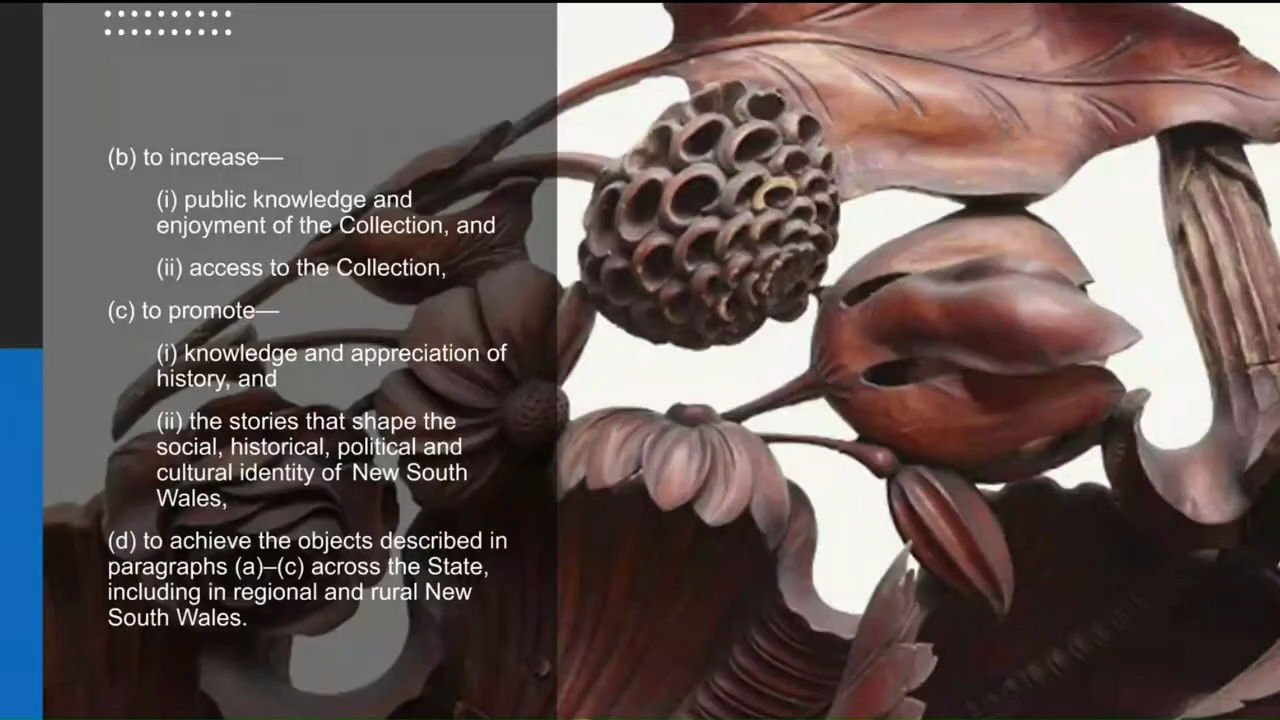 (b) to increase—
(i) public knowledge and
enjoyment of the Collection, and
(ii) access to the Collection,
(c) to promote—
(i) knowledge and appreciation of
history, and
(ii) the stories that shape the
social, historical, political and
cultural identity of New South
Wales,
(d) to achieve the objects described in
paragraphs (a)–(c) across the State,
including in regional and rural New
South Wales.